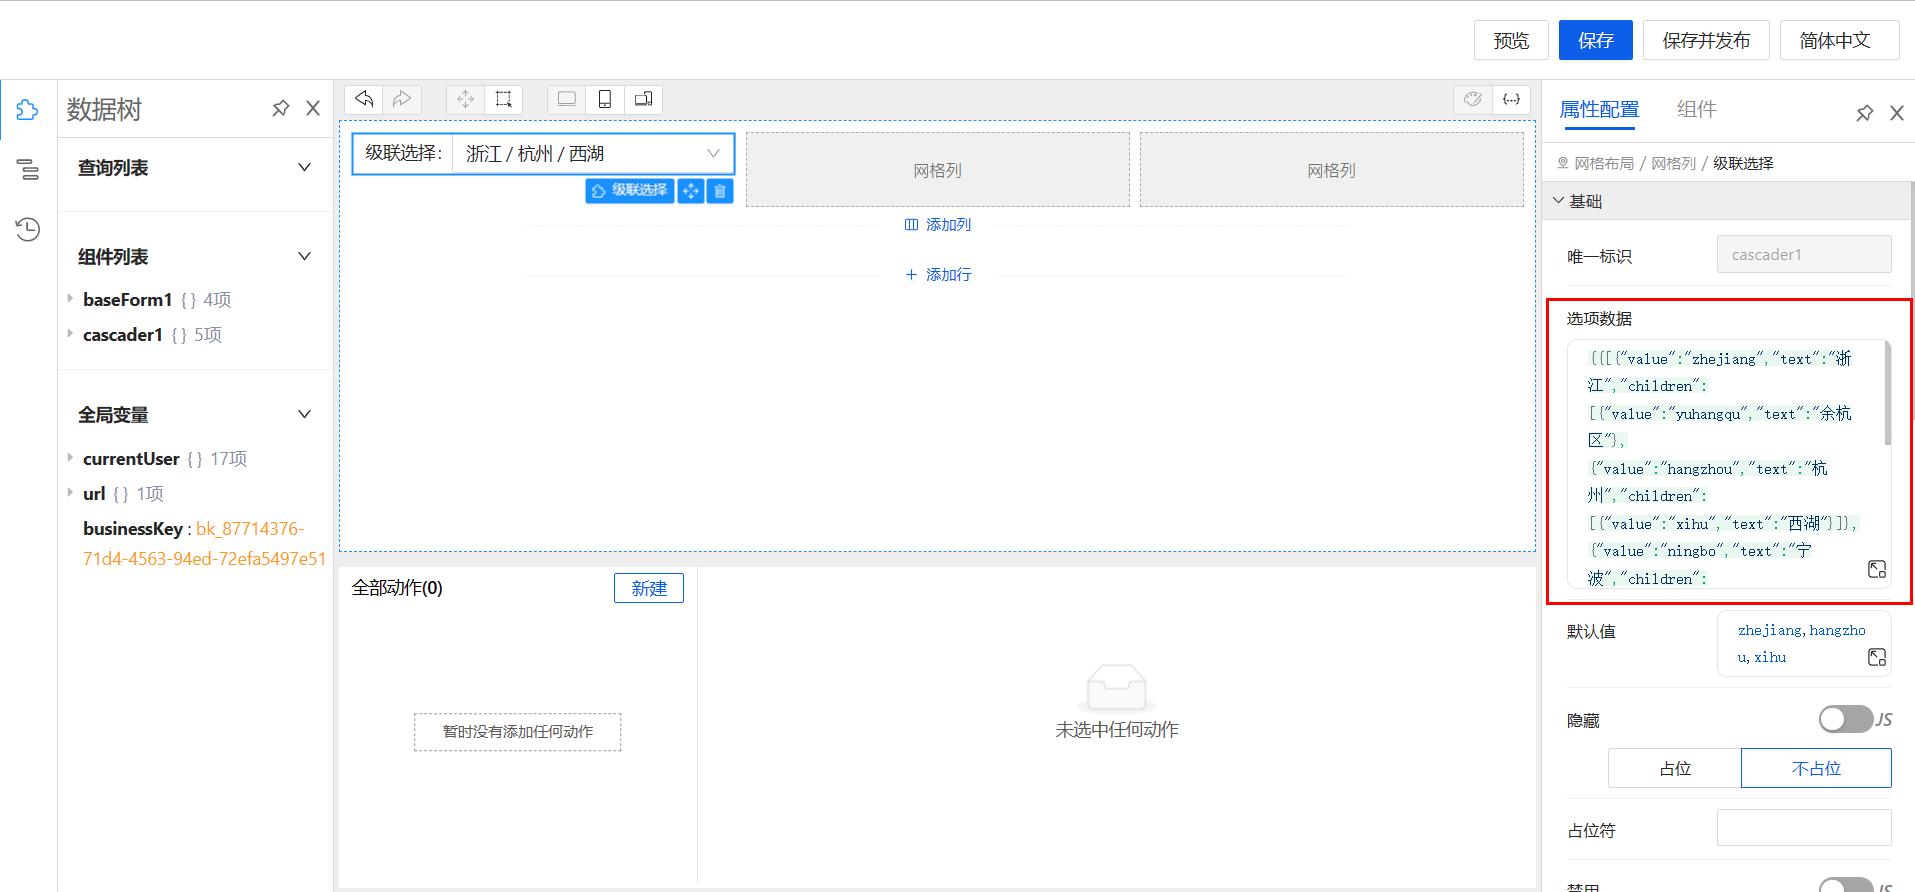 预览
保存
保存并发布
简体中文
数据树
查询列表
组件列表
baseForm1 { } 4项
cascader1 { } 5项
全局变量
currentUser { } 17项
url { } 1项
businessKey : bk_87714376-
71d4-4563-94ed-72efa5497e51
级联选择：
浙江 / 杭州 / 西湖
级联选择
网格列
网格列
添加列
添加行
全部动作(0)
新建
暂时没有添加任何动作
未选中任何动作
属性配置
组件
网格布局 / 网格列 / 级联选择
基础
唯一标识
cascader1
选项数据
{{[{"value":"zhejiang","text":"浙
江","children":
[{"value":"yuhangqu","text":"余杭
区"},
{"value":"hangzhou","text":"杭
州","children":
[{"value":"xihu","text":"西湖"}]},
{"value":"ningbo","text":"宁
波","children":
默认值
zhejiang,hangzho
u,xihu
隐藏
JS
占位
不占位
占位符
禁用
JS